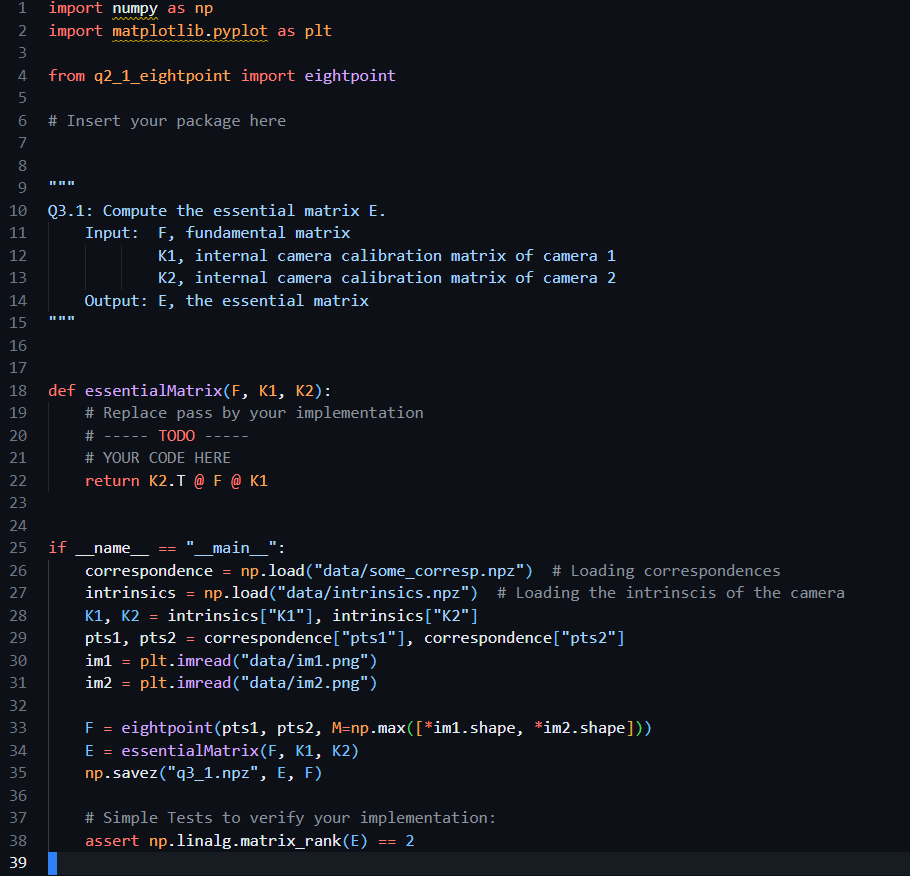 1 import numpy as np
2 import matplotlib.pyplot as plt
3
4 from q2_1_eightpoint import eightpoint
5
6 # Insert your package here
7
8
9 """
10 Q3.1: Compute the essential matrix E.
11     Input:  F, fundamental matrix
12             K1, internal camera calibration matrix of camera 1
13             K2, internal camera calibration matrix of camera 2
14     Output: E, the essential matrix
15 """
16
17
18 def essentialMatrix(F, K1, K2):
19     # Replace pass by your implementation
20     # ----- TODO -----
21     # YOUR CODE HERE
22     return K2.T @ F @ K1
23
24
25 if __name__ == "__main__":
26     correspondence = np.load("data/some_corresp.npz")  # Loading correspondences
27     intrinsics = np.load("data/intrinsics.npz")  # Loading the intrinscis of the camera
28     K1, K2 = intrinsics["K1"], intrinsics["K2"]
29     pts1, pts2 = correspondence["pts1"], correspondence["pts2"]
30     im1 = plt.imread("data/im1.png")
31     im2 = plt.imread("data/im2.png")
32
33     F = eightpoint(pts1, pts2, M=np.max([*im1.shape, *im2.shape]))
34     E = essentialMatrix(F, K1, K2)
35     np.savez("q3_1.npz", E, F)
36
37     # Simple Tests to verify your implementation:
38     assert np.linalg.matrix_rank(E) == 2
39